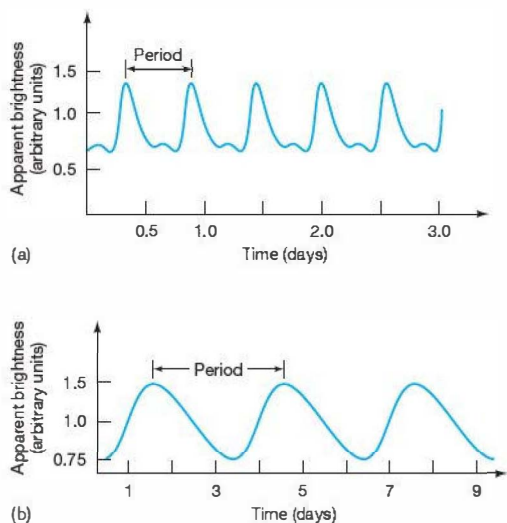 Apparent brightness
(arbitrary units)
1.5
1.0
0.5
Period
0.5 1.0 2.0 3.0
Time (days)
(a)
Apparent brightness
(arbitrary units)
1.5
1.0
0.75
Period
1 3 5 7 9
Time (days)
(b)